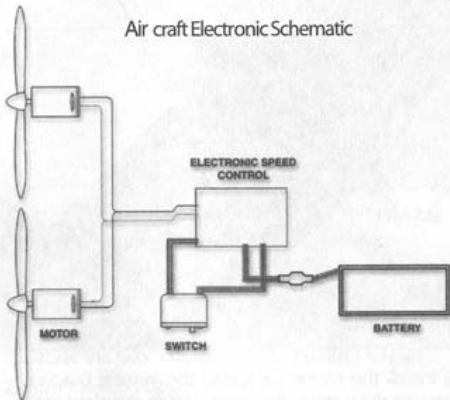 Air craft Electronic Schematic
ELECTRONIC SPEED
CONTROL
MOTOR
SWITCH
BATTERY